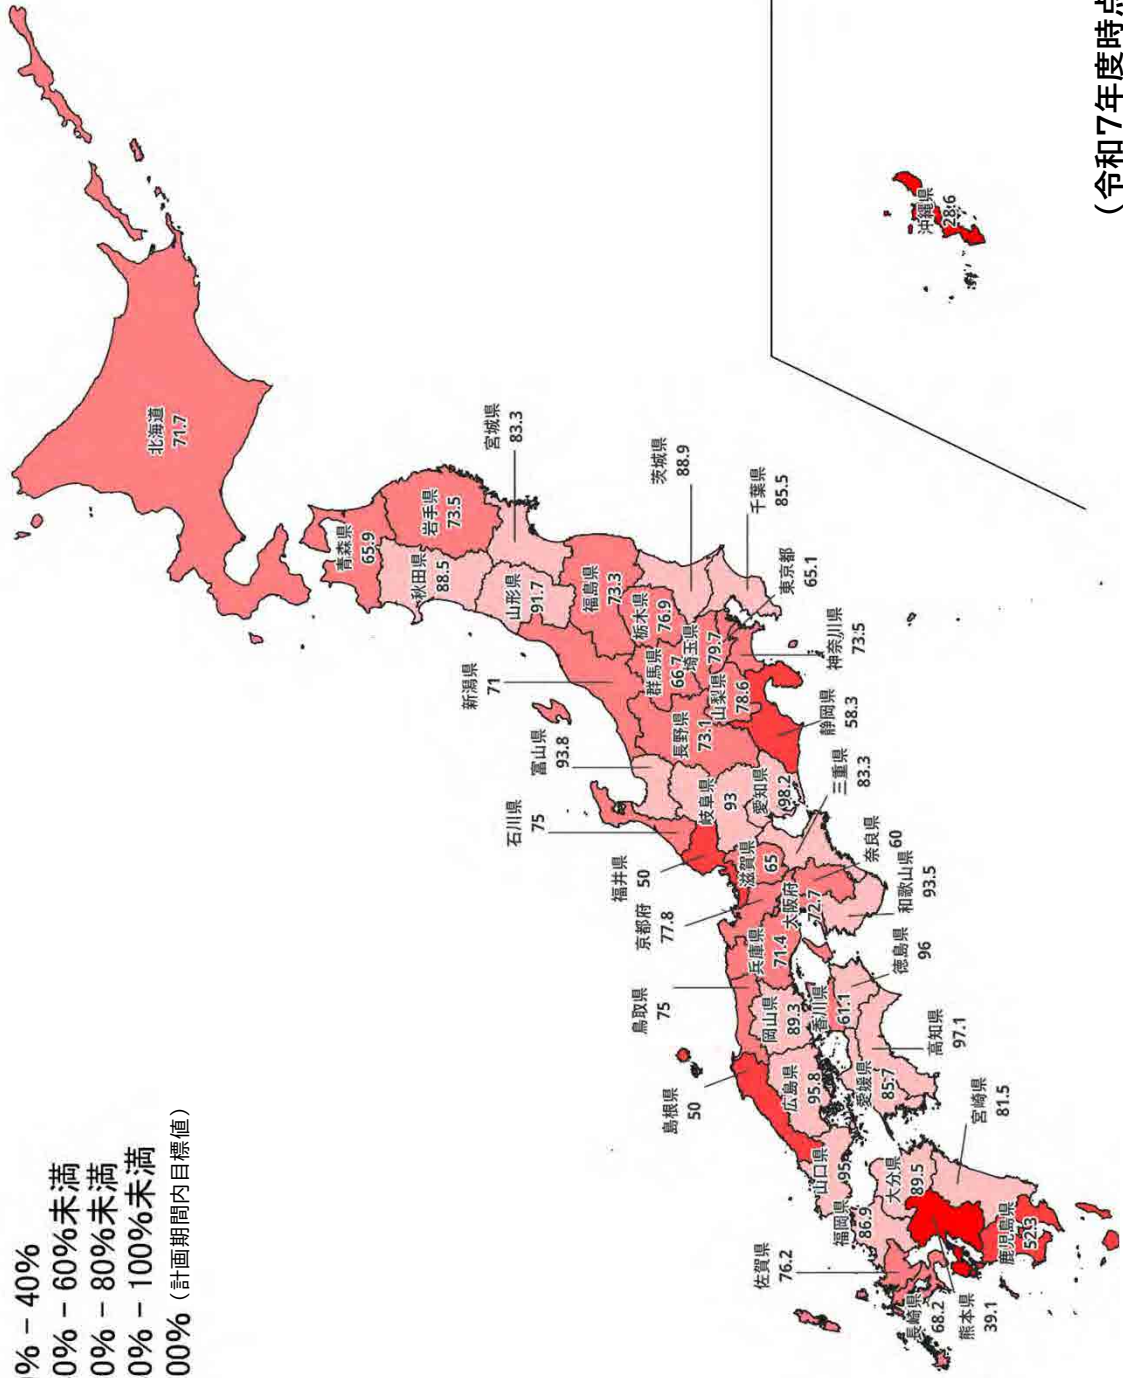 % – 40%
0% – 60%未満
0% – 80%未満
0% – 100%未満
00%（計画期間内目標値）
北海道
71.7
青森県
65.9
岩手県
73.5
秋田県
88.5
宮城県
83.3
山形県
91.7
福島県
73.3
茨城県
88.9
栃木県
76.9
群馬県
66.7
埼玉県
79.7
千葉県
85.5
東京都
65.1
神奈川県
73.5
新潟県
71
富山県
93.8
石川県
75
福井県
50
山梨県
78.6
長野県
73.1
岐阜県
93
静岡県
58.3
愛知県
98.2
三重県
83.3
滋賀県
65
京都府
77.8
大阪府
72.7
兵庫県
71.4
奈良県
60
和歌山県
93.5
鳥取県
75
島根県
50
岡山県
89.3
広島県
95.8
山口県
95
徳島県
96
香川県
61.1
愛媛県
85.7
高知県
97.1
福岡県
86.9
佐賀県
76.2
長崎県
68.2
熊本県
39.1
大分県
89.5
宮崎県
81.5
鹿児島県
52.3
沖縄県
28.6
（令和7年度時点